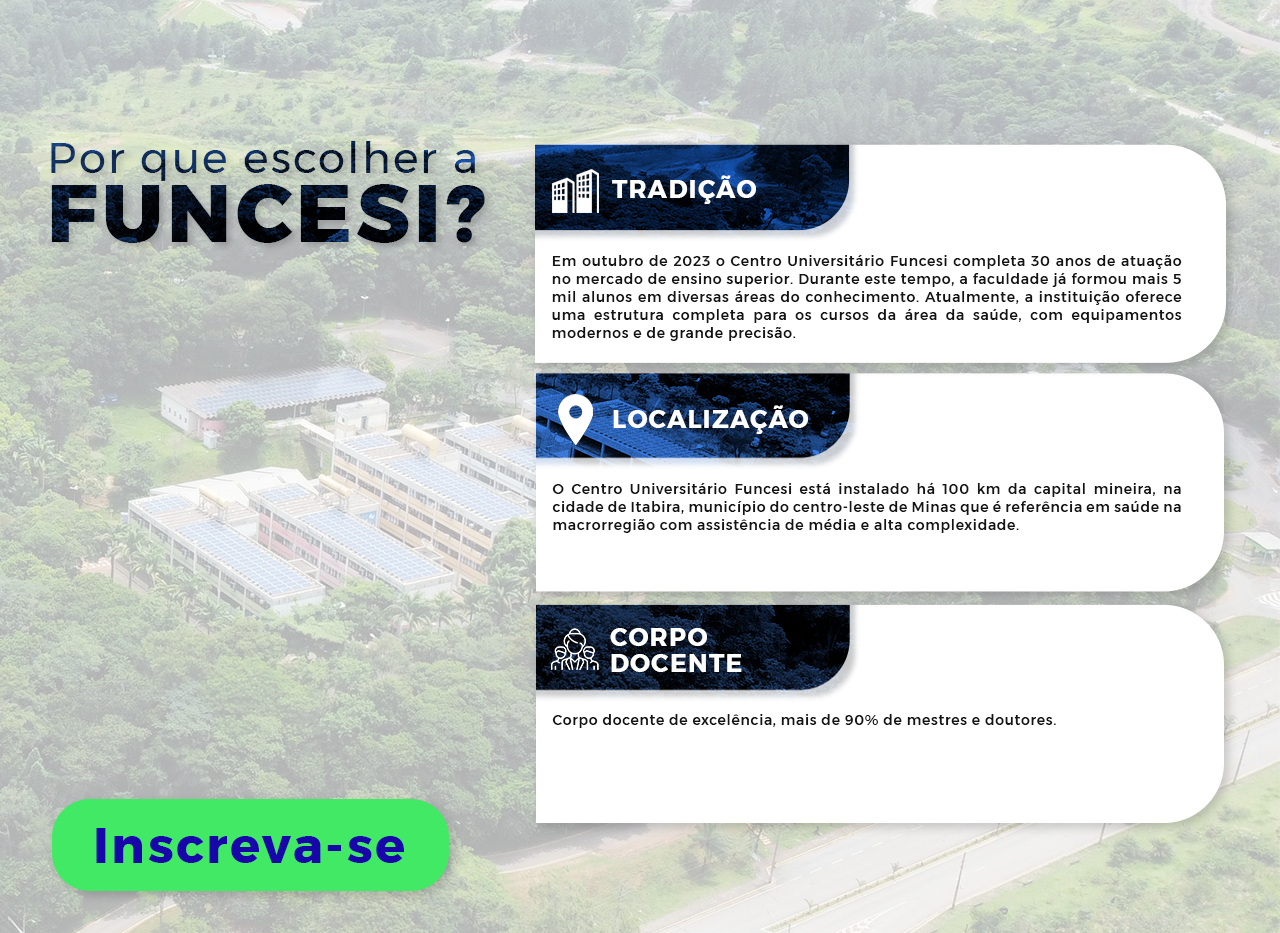 Por que escolher a
FUNCESI?
TRADIÇÃO
Em outubro de 2023 o Centro Universitário Funcesi completa 30 anos de atuação
no mercado de ensino superior. Durante este tempo, a faculdade já formou mais 5
mil alunos em diversas áreas do conhecimento. Atualmente, a instituição oferece
uma estrutura completa para os cursos da área da saúde, com equipamentos
modernos e de grande precisão.
LOCALIZAÇÃO
O Centro Universitário Funcesi está instalado há 100 km da capital mineira, na
cidade de Itabira, município do centro-leste de Minas que é referência em saúde na
macrorregião com assistência de média e alta complexidade.
CORPO
DOCENTE
Corpo docente de excelência, mais de 90% de mestres e doutores.
Inscreva-se